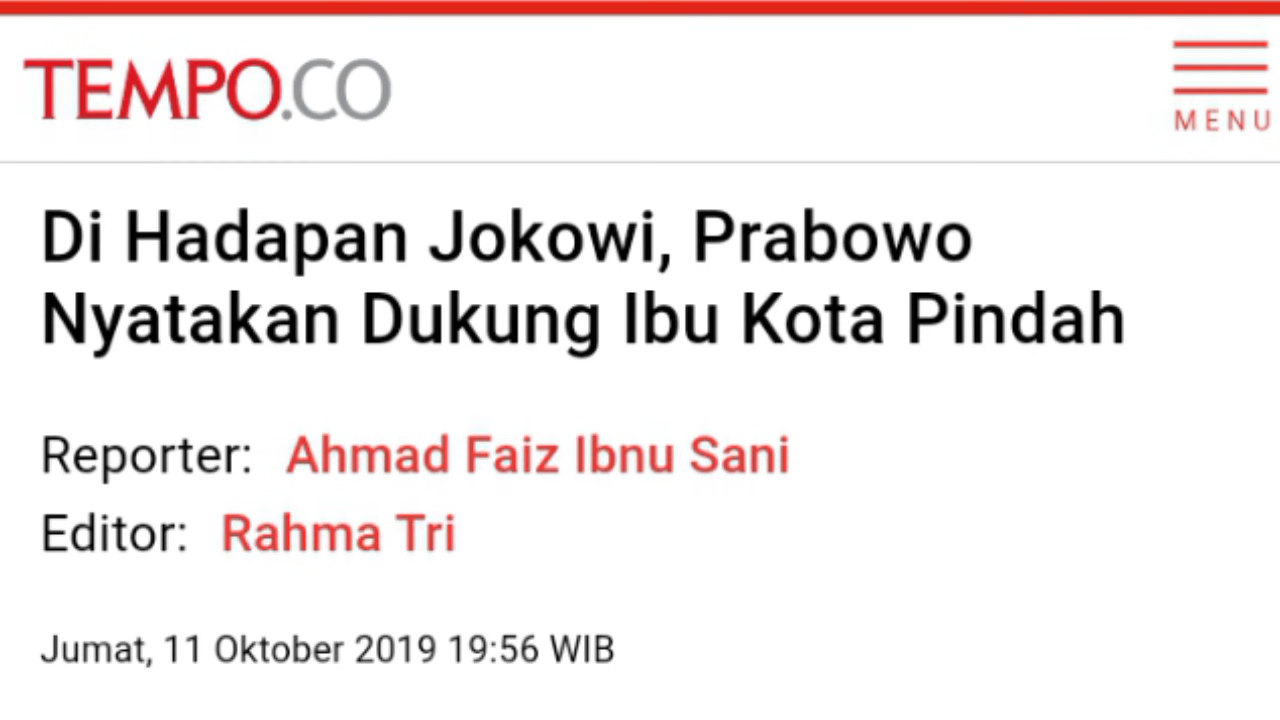 TEMPO.CO
MENU
Di Hadapan Jokowi, Prabowo
Nyatakan Dukung Ibu Kota Pindah
Reporter: Ahmad Faiz Ibnu Sani
Editor: Rahma Tri
Jumat, 11 Oktober 2019 19:56 WIB